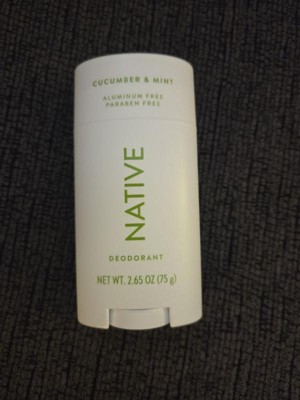 CUCUMBER & MINT
ALUMINUM FREE
PARABEN FREE
NATIVE
DEODORANT
NET WT. 2.65 OZ (75 g)